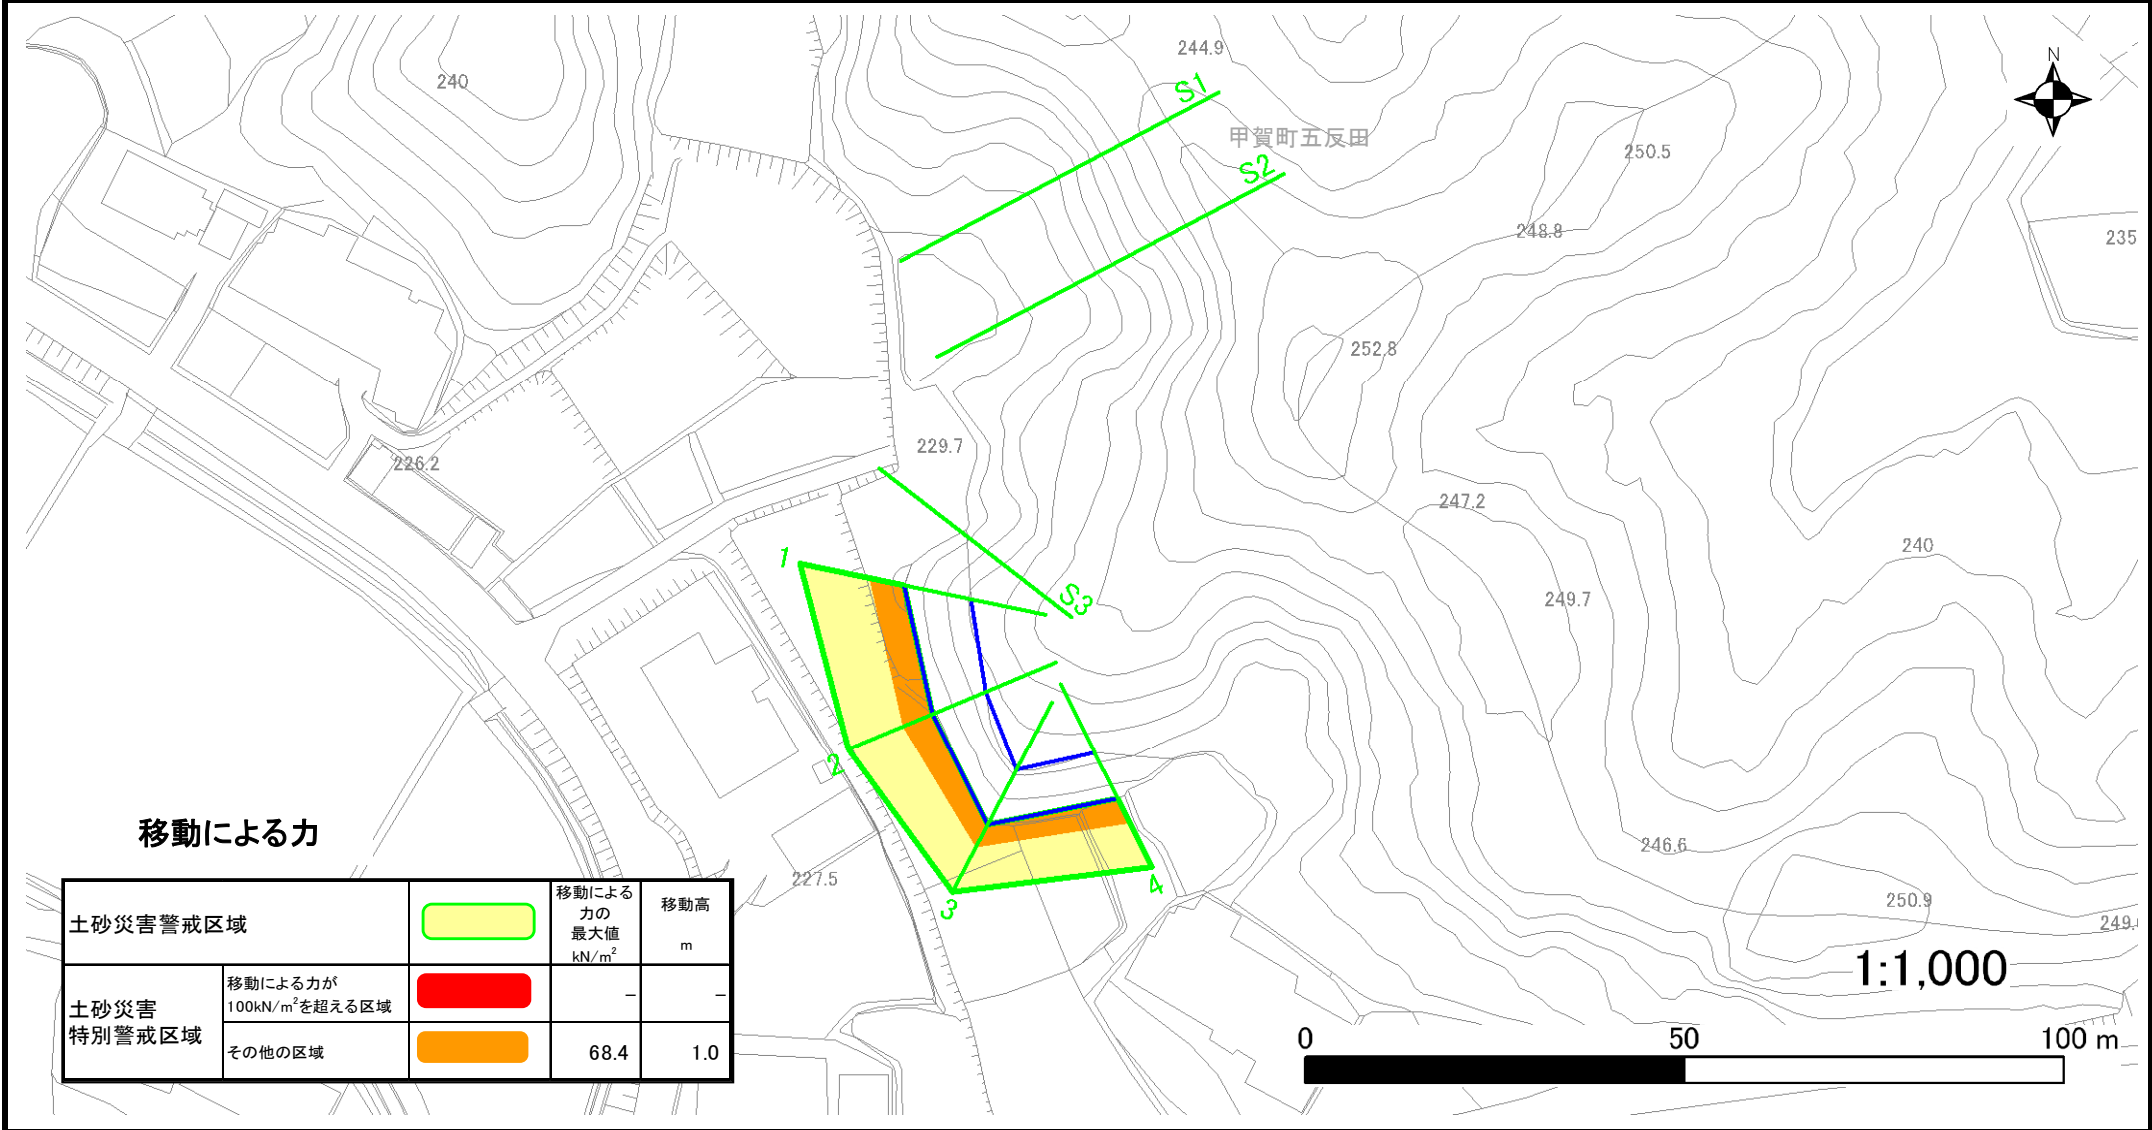 N
244.9
240
S1
甲賀町五反田
250.5
S2
248.8
235
252.8
229.7
226.2
247.2
240
1
S3
249.7
2
移動による力
246.6
227.5
4
3
250.9
249.
1:1,000
土砂災害警戒区域
移動による
力の
最大値
kN/m²
移動高
m
土砂災害
特別警戒区域
移動による力が
100kN/m²を超える区域
－
－
その他の区域
68.4
1.0
0
50
100 m